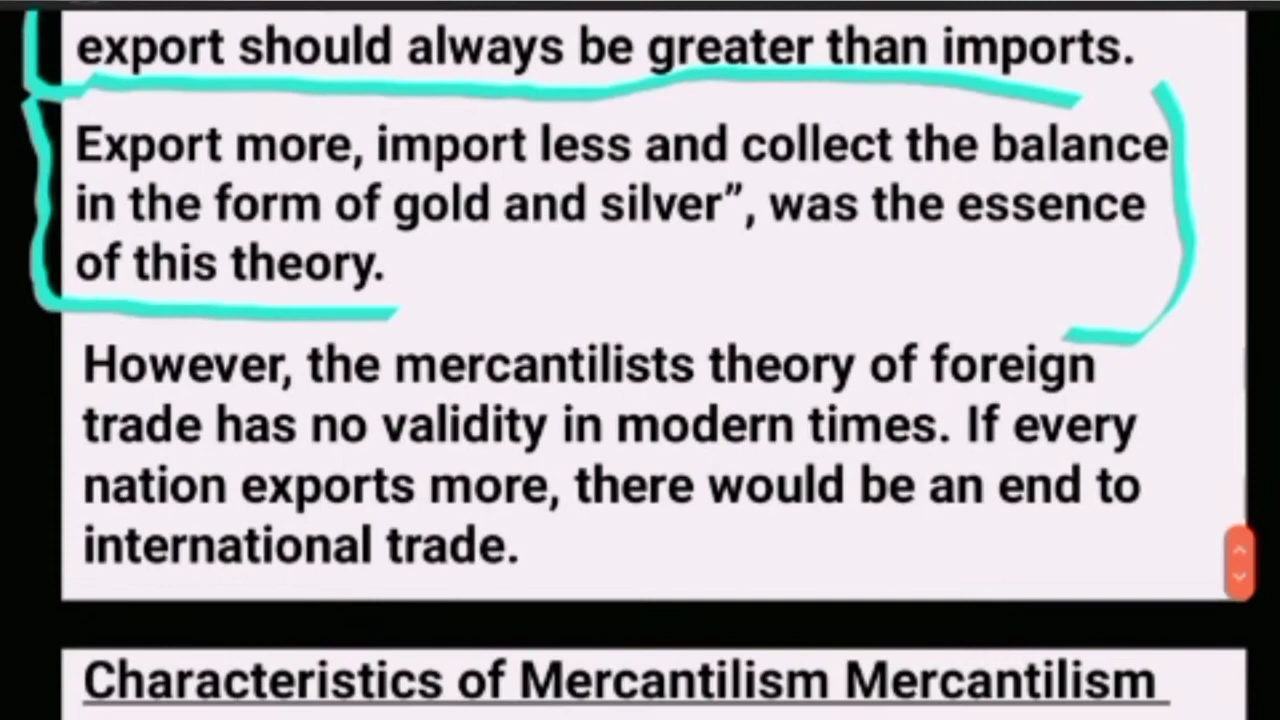 export should always be greater than imports.
Export more, import less and collect the balance
in the form of gold and silver”, was the essence
of this theory.
However, the mercantilists theory of foreign
trade has no validity in modern times. If every
nation exports more, there would be an end to
international trade.
Characteristics of Mercantilism Mercantilism